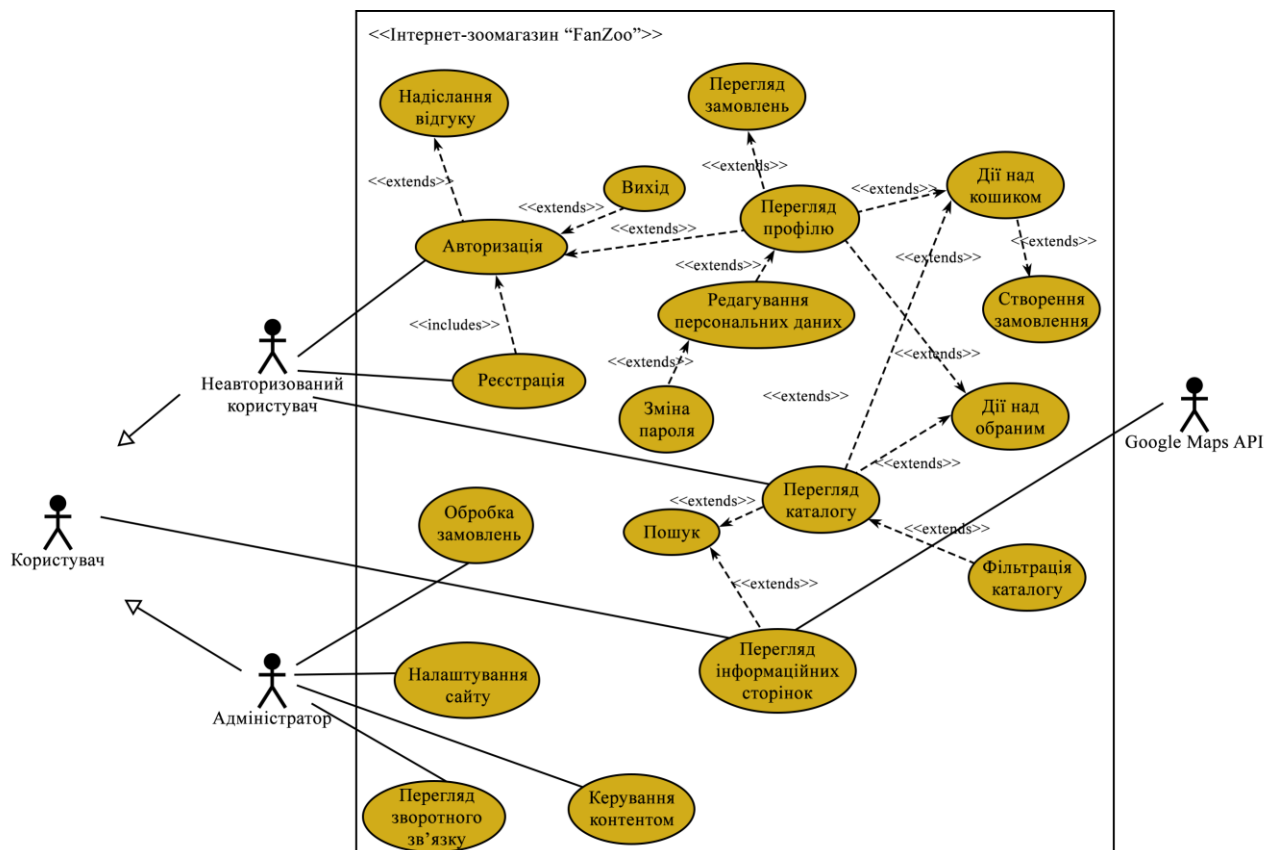 <<Інтернет-зоомагазин “FanZoo”>>
Надіслання
відгуку
Перегляд
замовлень
<<extends>>
<<extends>>
Вихід
<<extends>>
Дії над
кошиком
<<extends>>
Перегляд
профілю
<<extends>>
Авторизація
<<extends>>
<<extends>>
<<extends>>
Редагування
персональних даних
Створення
замовлення
<<includes>>
<<extends>>
<<extends>>
Неавторизований
користувач
Реєстрація
Зміна
пароля
<<extends>>
Дії над
обраним
Google Maps API
<<extends>>
Обробка
замовлень
<<extends>>
Перегляд
каталогу
Пошук
<<extends>>
Користувач
Фільтрація
каталогу
<<extends>>
Перегляд
інформаційних
сторінок
Налаштування
сайту
Адміністратор
Перегляд
зворотного
зв’язку
Керування
контентом